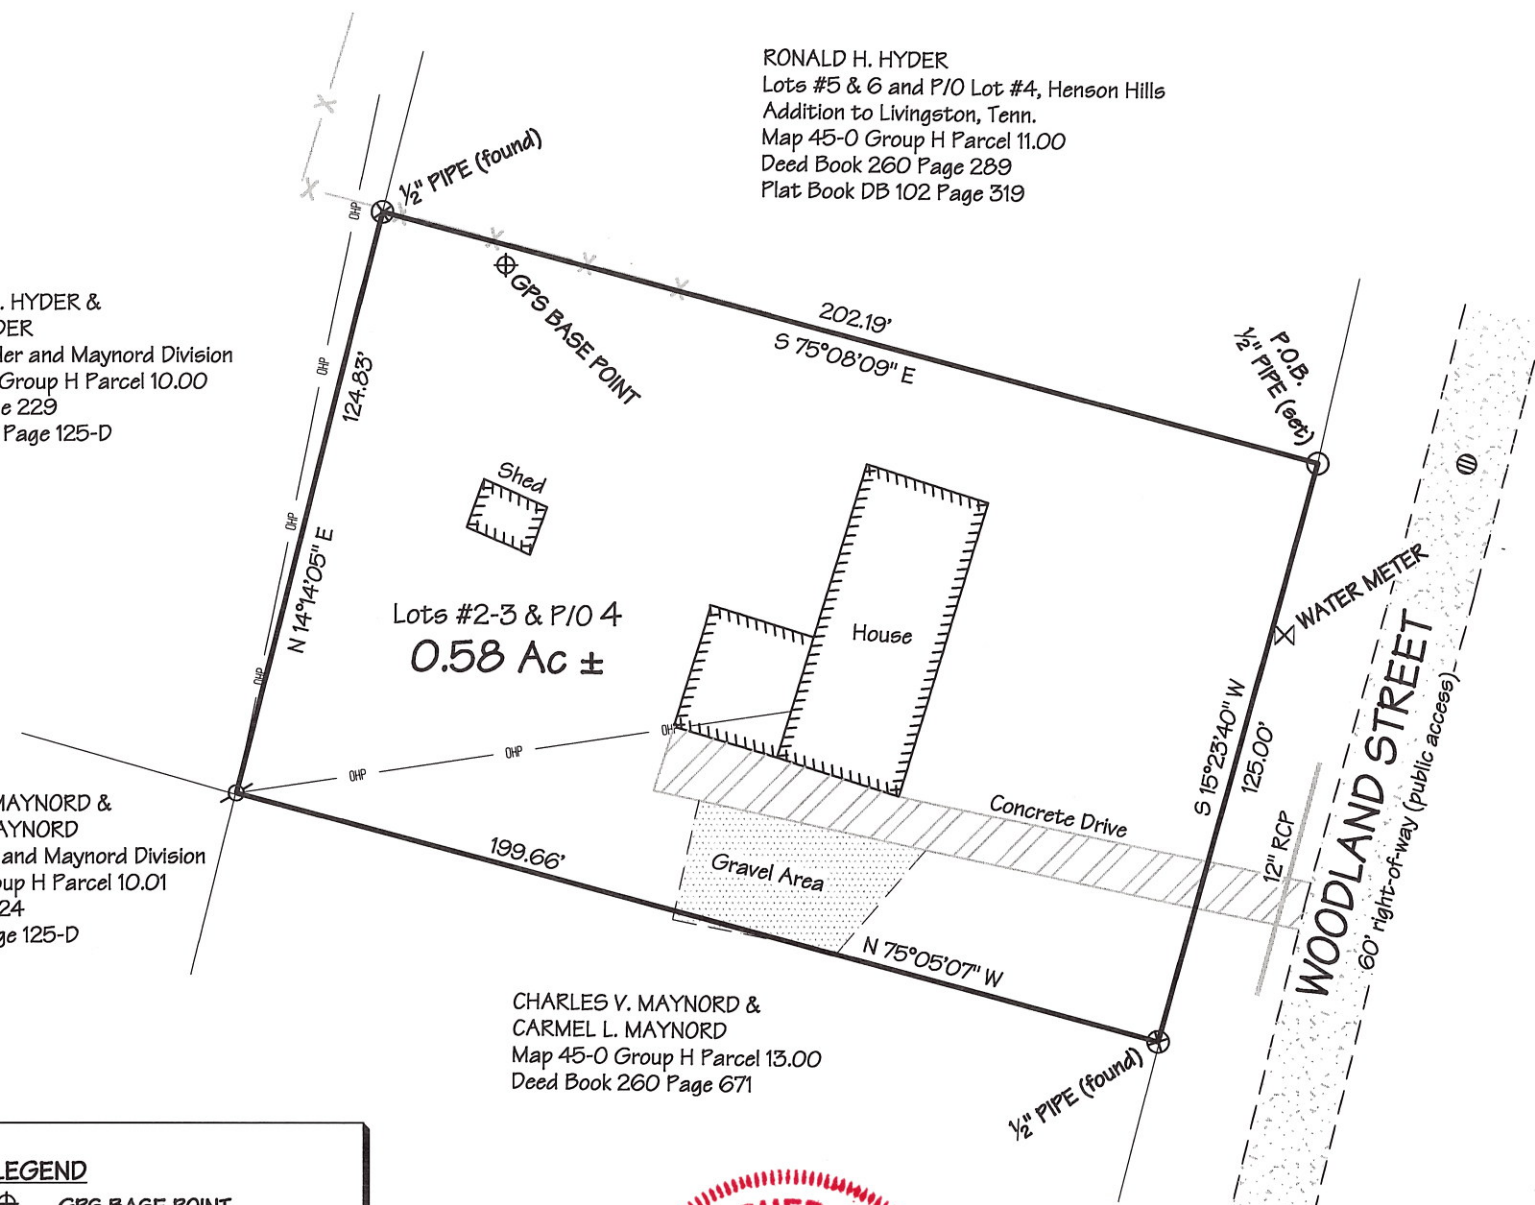 RONALD H. HYDER
Lots #5 & 6 and P/O Lot #4, Henson Hills
Addition to Livingston, Tenn.
Map 45-O Group H Parcel 11.00
Deed Book 260 Page 289
Plat Book DB 102 Page 319
½" PIPE (found)
OHP
GPS BASE POINT
202.19'
S 75°08'09" E
P.O.B.
½" PIPE (set)
. HYDER &
DER
ler and Maynord Division
Group H Parcel 10.00
e 229
Page 125-D
OHP
124.83'
N 14°14'05" E
OHP
OHP
Shed
Lots #2-3 & P/O 4
0.58 Ac ±
House
WATER METER
WOODLAND STREET
60' right-of-way (public access)
S 15°23'40" W
125.00'
12" RCP
OHP
OHP
OHP
Concrete Drive
Gravel Area
199.66'
N 75°05'07" W
MAYNORD &
AYNORD
and Maynord Division
oup H Parcel 10.01
24
ge 125-D
CHARLES V. MAYNORD &
CARMEL L. MAYNORD
Map 45-O Group H Parcel 13.00
Deed Book 260 Page 671
½" PIPE (found)
LEGEND
GPS BASE POINT